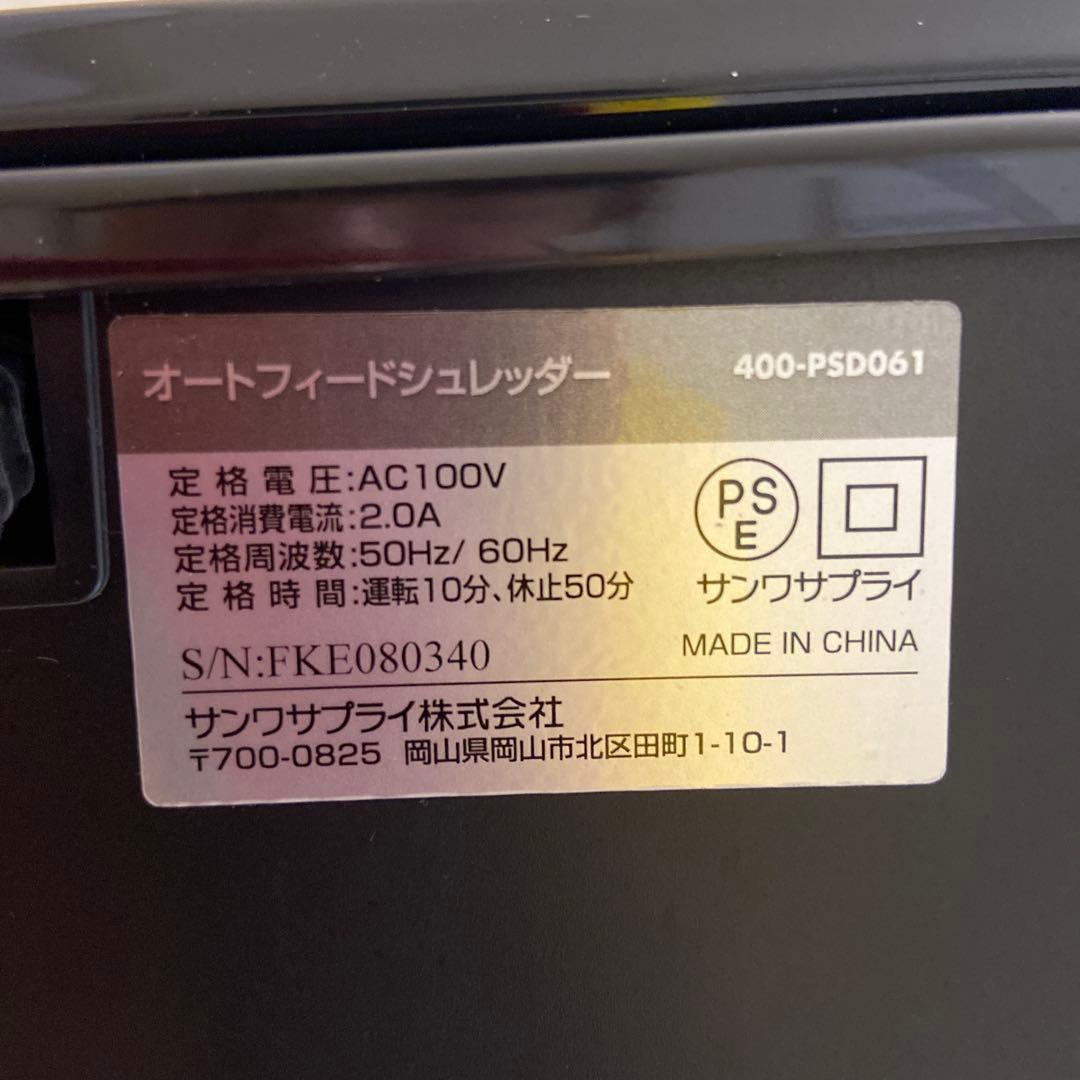 オートフィードシュレッダー 400-PSD061
定格電圧:AC100V
定格消費電流:2.0A
定格周波数:50Hz/ 60Hz
定格時間:運転10分、休止50分
PSE
サンワサプライ
S/N:FKE080340 MADE IN CHINA
サンワサプライ株式会社
〒700-0825 岡山県岡山市北区田町1-10-1